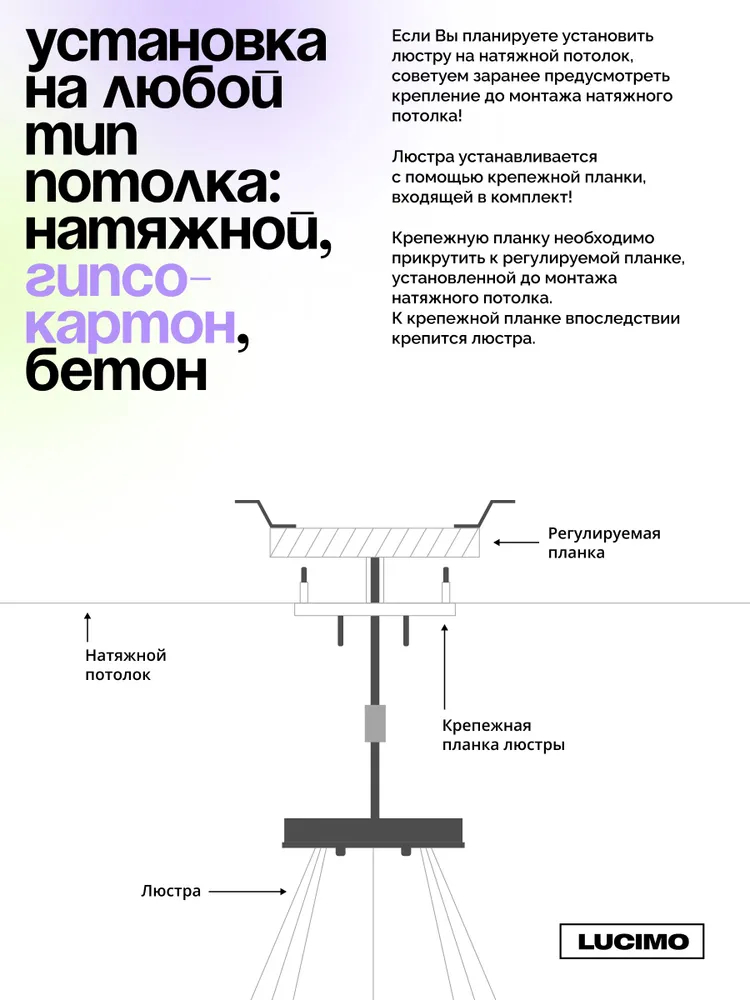 установка
на любой
тип
потолка:
натяжной,
гипсо-
картон,
бетон
Если Вы планируете установить
люстру на натяжной потолок,
советуем заранее предусмотреть
крепление до монтажа натяжного
потолка!
Люстра устанавливается
с помощью крепежной планки,
входящей в комплект!
Крепежную планку необходимо
прикрутить к регулируемой планке,
установленной до монтажа
натяжного потолка.
К крепежной планке впоследствии
крепится люстра.
Регулируемая
планка
Натяжной
потолок
Крепежная
планка люстры
Люстра
LUCIMO